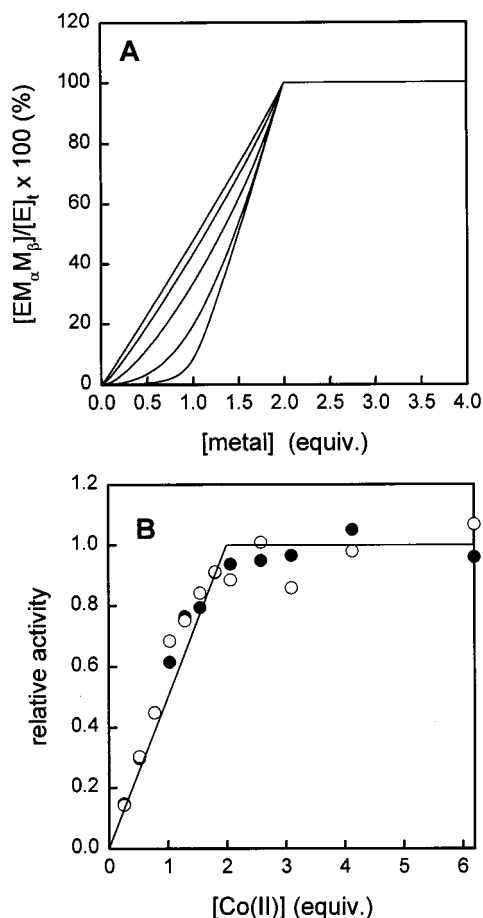 120
A
100
80
60
40
20
0
[EMαMβ]/[E]t x 100 (%)
0.0 0.5 1.0 1.5 2.0 2.5 3.0 3.5 4.0
[metal] (equiv.)
1.2
B
1.0
0.8
0.6
0.4
0.2
0.0
relative activity
0 1 2 3 4 5 6
[Co(II)] (equiv.)